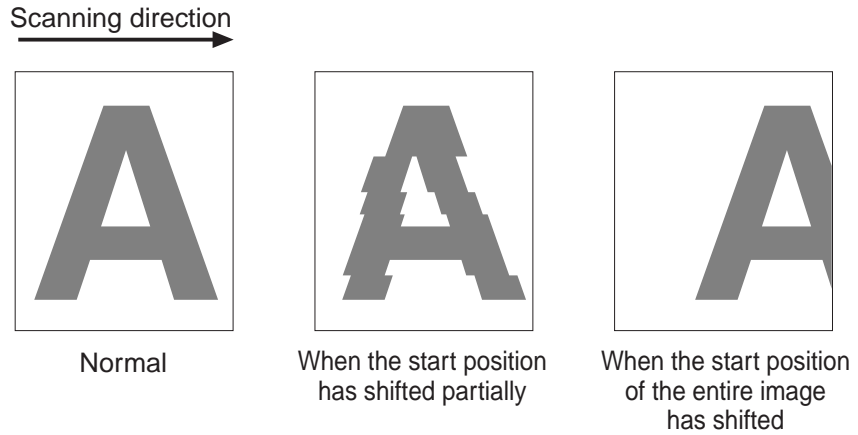 Scanning direction
A
A
A
Normal
When the start position
has shifted partially
When the start position
of the entire image
has shifted